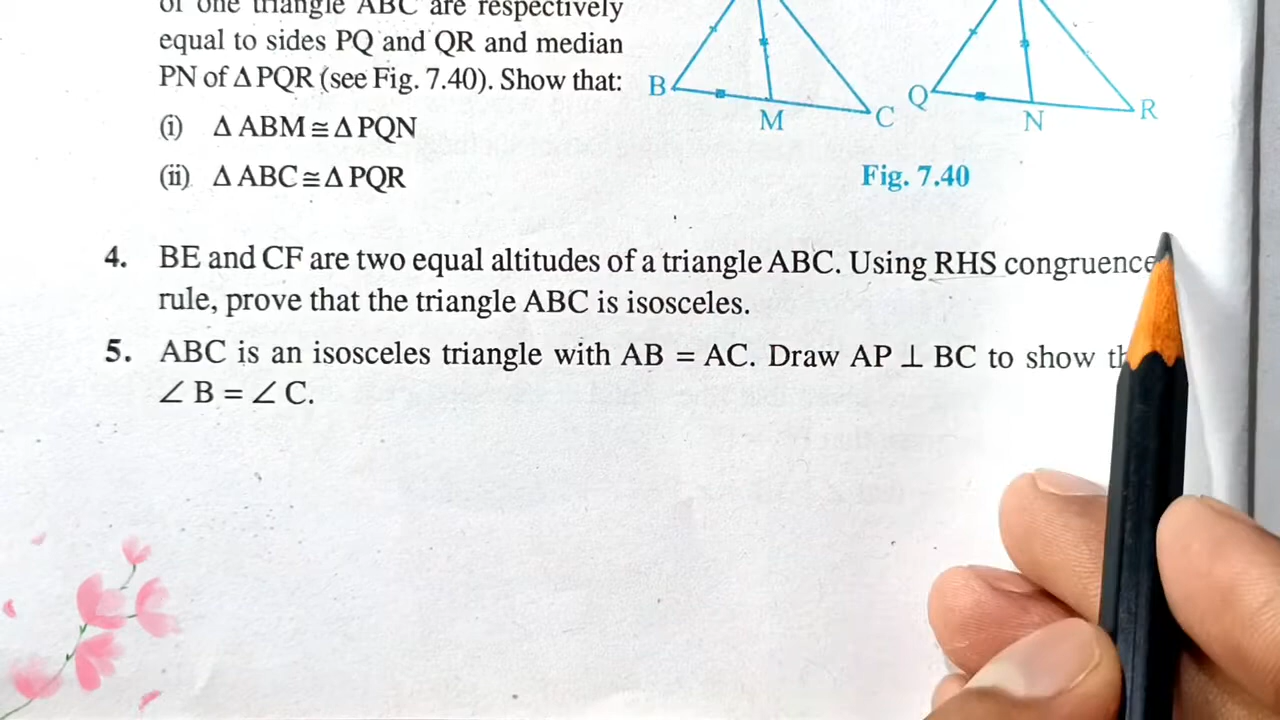 of one triangle ABC are respectively
equal to sides PQ and QR and median
PN of Δ PQR (see Fig. 7.40). Show that:
(i) Δ ABM ≅ Δ PQN
(ii) Δ ABC ≅ Δ PQR
B
M
C
Q
N
R
Fig. 7.40
4. BE and CF are two equal altitudes of a triangle ABC. Using RHS congruence
rule, prove that the triangle ABC is isosceles.
5. ABC is an isosceles triangle with AB = AC. Draw AP ⊥ BC to show
∠ B = ∠ C.